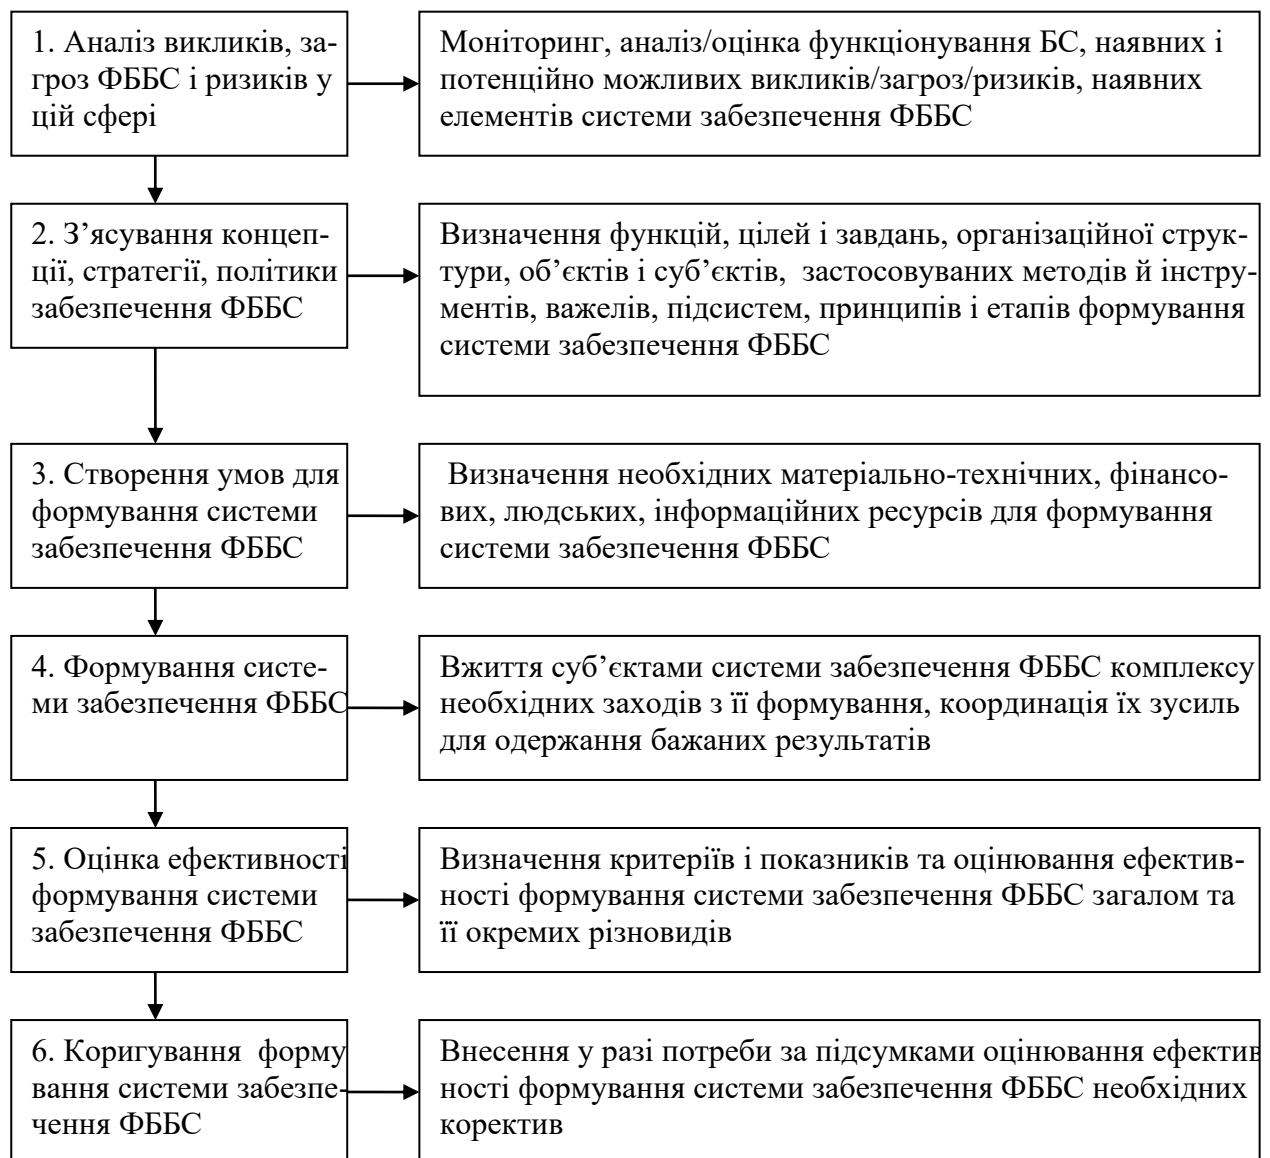 1. Аналіз викликів, за-
гроз ФББС і ризиків у
цій сфері
Моніторинг, аналіз/оцінка функціонування БС, наявних і
потенційно можливих викликів/загроз/ризиків, наявних
елементів системи забезпечення ФББС
2. З’ясування концеп-
ції, стратегії, політики
забезпечення ФББС
Визначення функцій, цілей і завдань, організаційної струк-
тури, об’єктів і суб’єктів, застосовуваних методів й інстру-
ментів, важелів, підсистем, принципів і етапів формування
системи забезпечення ФББС
3. Створення умов для
формування системи
забезпечення ФББС
Визначення необхідних матеріально-технічних, фінансо-
вих, людських, інформаційних ресурсів для формування
системи забезпечення ФББС
4. Формування систе-
ми забезпечення ФББС
Вжиття суб’єктами системи забезпечення ФББС комплексу
необхідних заходів з її формування, координація їх зусиль
для одержання бажаних результатів
5. Оцінка ефективності
формування системи
забезпечення ФББС
Визначення критеріїв і показників та оцінювання ефектив-
ності формування системи забезпечення ФББС загалом та
її окремих різновидів
6. Коригування форму
вання системи забезпе-
чення ФББС
Внесення у разі потреби за підсумками оцінювання ефектив
ності формування системи забезпечення ФББС необхідних
коректив